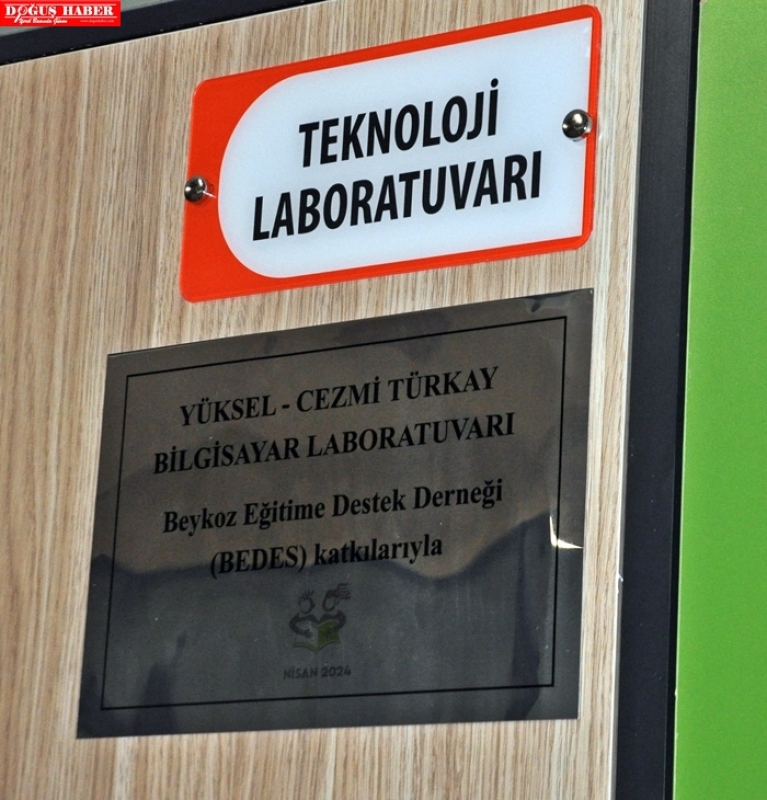 DOĞUŞ HABER
TEKNOLOJİ
LABORATUVARI
YÜKSEL - CEZMİ TÜRKAY
BİLGİSAYAR LABORATUVARI
Beykoz Eğitime Destek Derneği
(BEDES) katkılarıyla
NİSAN 2024